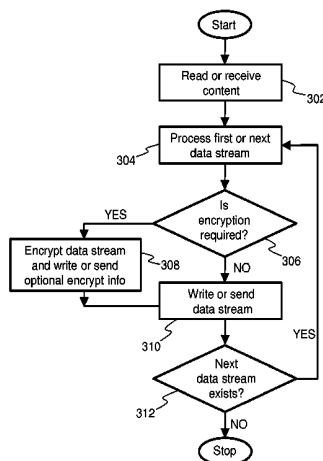 Start
Read or receive
content
302
Process first or next
data stream
304
Is
encryption
required?
306
YES
Encrypt data stream
and write or send
optional encrypt info
308
NO
Write or send
data stream
310
YES
Next
data stream
exists?
312
NO
Stop